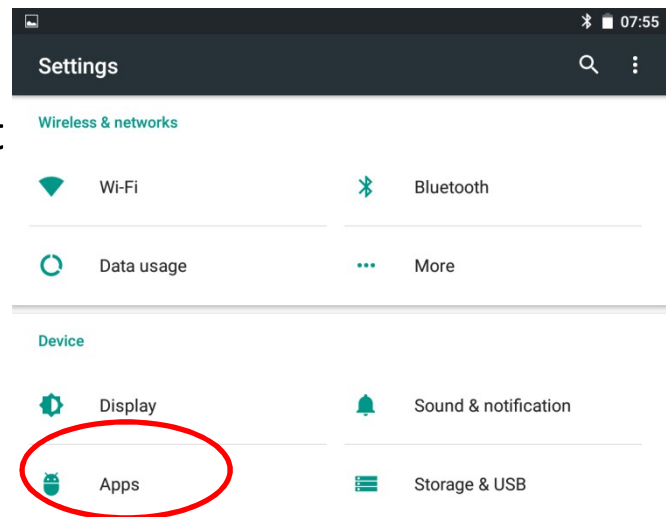 07:55
Settings
t
Wireless & networks
Wi-Fi Bluetooth
Data usage More
Device
Display Sound & notification
Apps Storage & USB